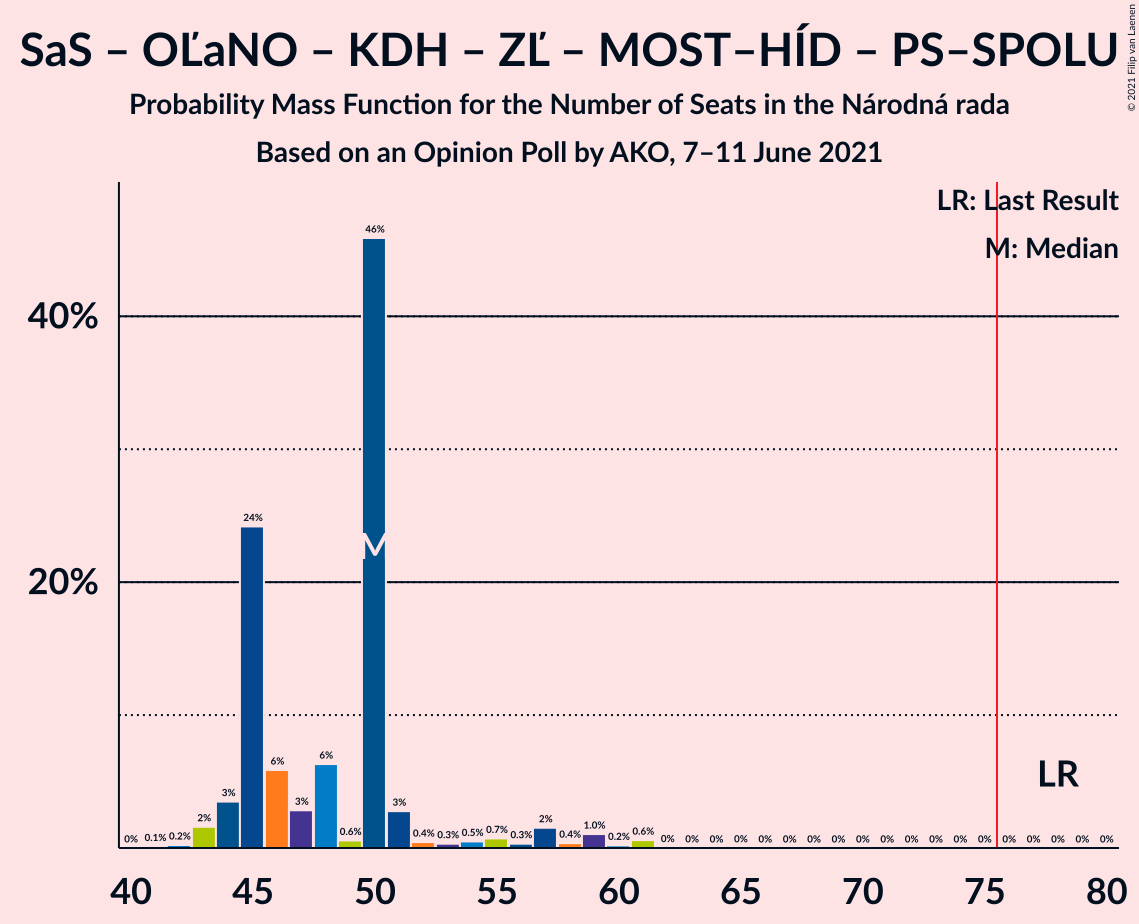 SaS – OĽaNO – KDH – ZĽ – MOST–HÍD – PS–SPOLU
Probability Mass Function for the Number of Seats in the Národná rada
Based on an Opinion Poll by AKO, 7–11 June 2021
© 2021 Filip van Laenen
LR: Last Result
M: Median
40%
20%
0% 0.1% 0.2% 2% 3% 24% 6% 3% 6% 0.6% 46% 3% 0.4% 0.3% 0.5% 0.7% 0.3% 2% 0.4% 1.0% 0.2% 0.6% 0% 0% 0% 0% 0% 0% 0% 0% 0% 0% 0% 0% 0% 0% 0% 0% 0% 0% 0%
M
LR
40 45 50 55 60 65 70 75 80